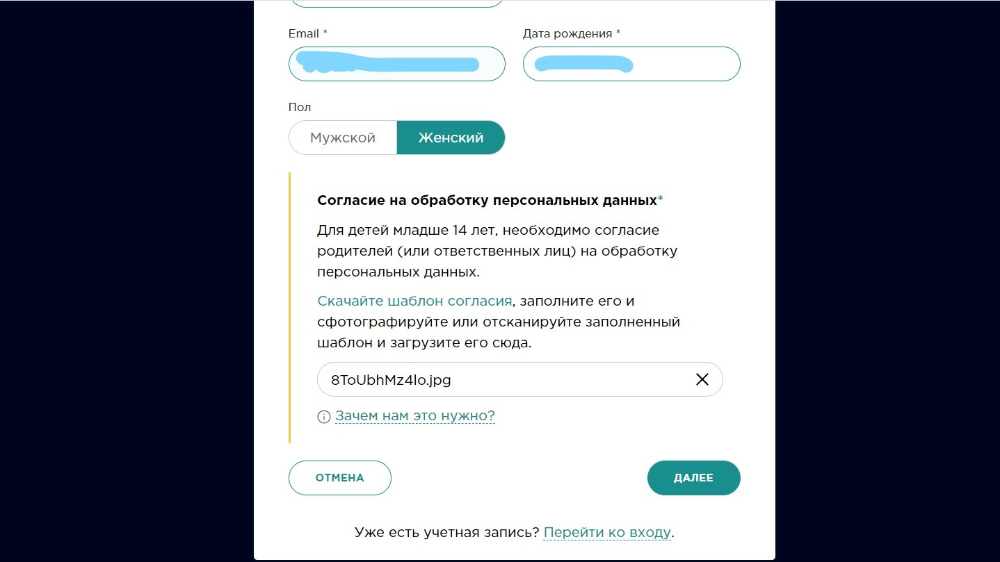 Email *
Дата рождения *
Пол
Мужской
Женский
Согласие на обработку персональных данных*
Для детей младше 14 лет, необходимо согласие
родителей (или ответственных лиц) на обработку
персональных данных.
Скачайте шаблон согласия, заполните его и
сфотографируйте или отсканируйте заполненный
шаблон и загрузите его сюда.
8ToUbhMz4lo.jpg
Зачем нам это нужно?
ОТМЕНА
ДАЛЕЕ
Уже есть учетная запись? Перейти ко входу.